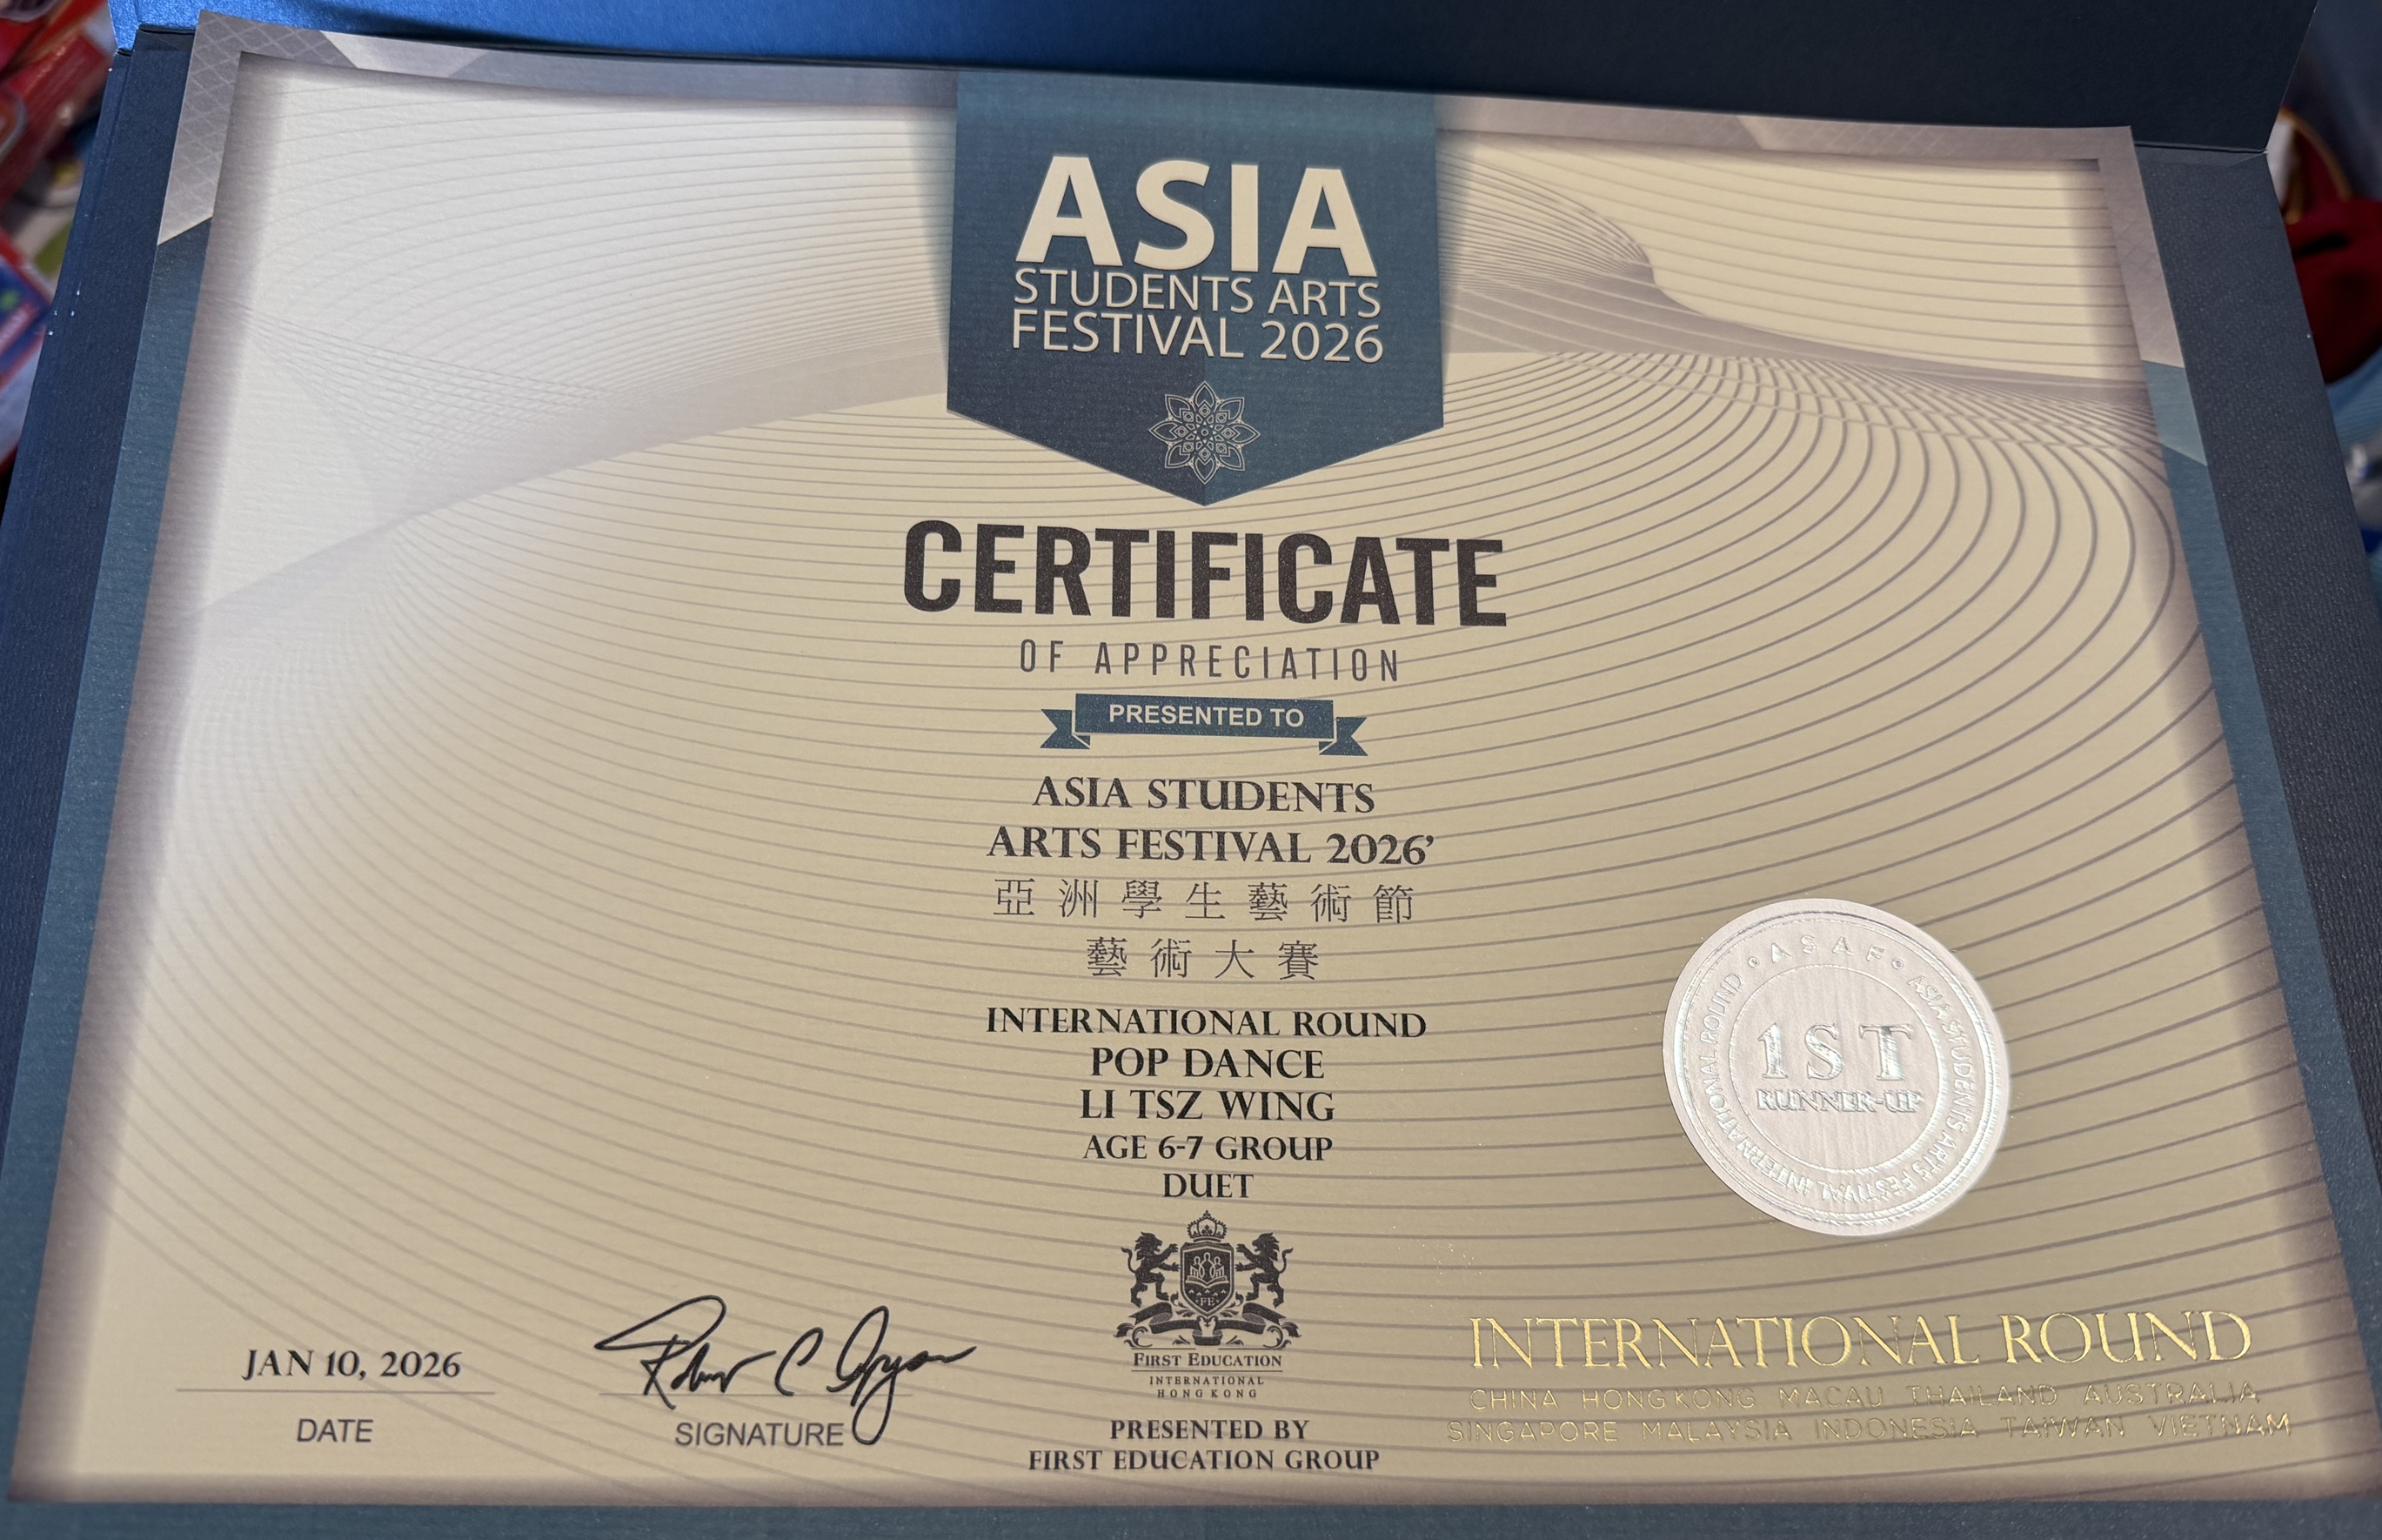 ASIA
STUDENTS ARTS
FESTIVAL 2026
CERTIFICATE
OF APPRECIATION
PRESENTED TO
ASIA STUDENTS
ARTS FESTIVAL 2026'
亞洲學生藝術節
藝術大賽
INTERNATIONAL ROUND
POP DANCE
LI TSZ WING
AGE 6-7 GROUP
DUET
• ASAF • ASIA STUDENTS ARTS FESTIVAL INTERNATIONAL ROUND
1ST
RUNNER-UP
JAN 10, 2026
DATE
SIGNATURE
FE
FIRST EDUCATION
INTERNATIONAL
HONG KONG
PRESENTED BY
FIRST EDUCATION GROUP
INTERNATIONAL ROUND
CHINA HONGKONG MACAU THAILAND AUSTRALIA
SINGAPORE MALAYSIA INDONESIA TAIWAN VIETNAM